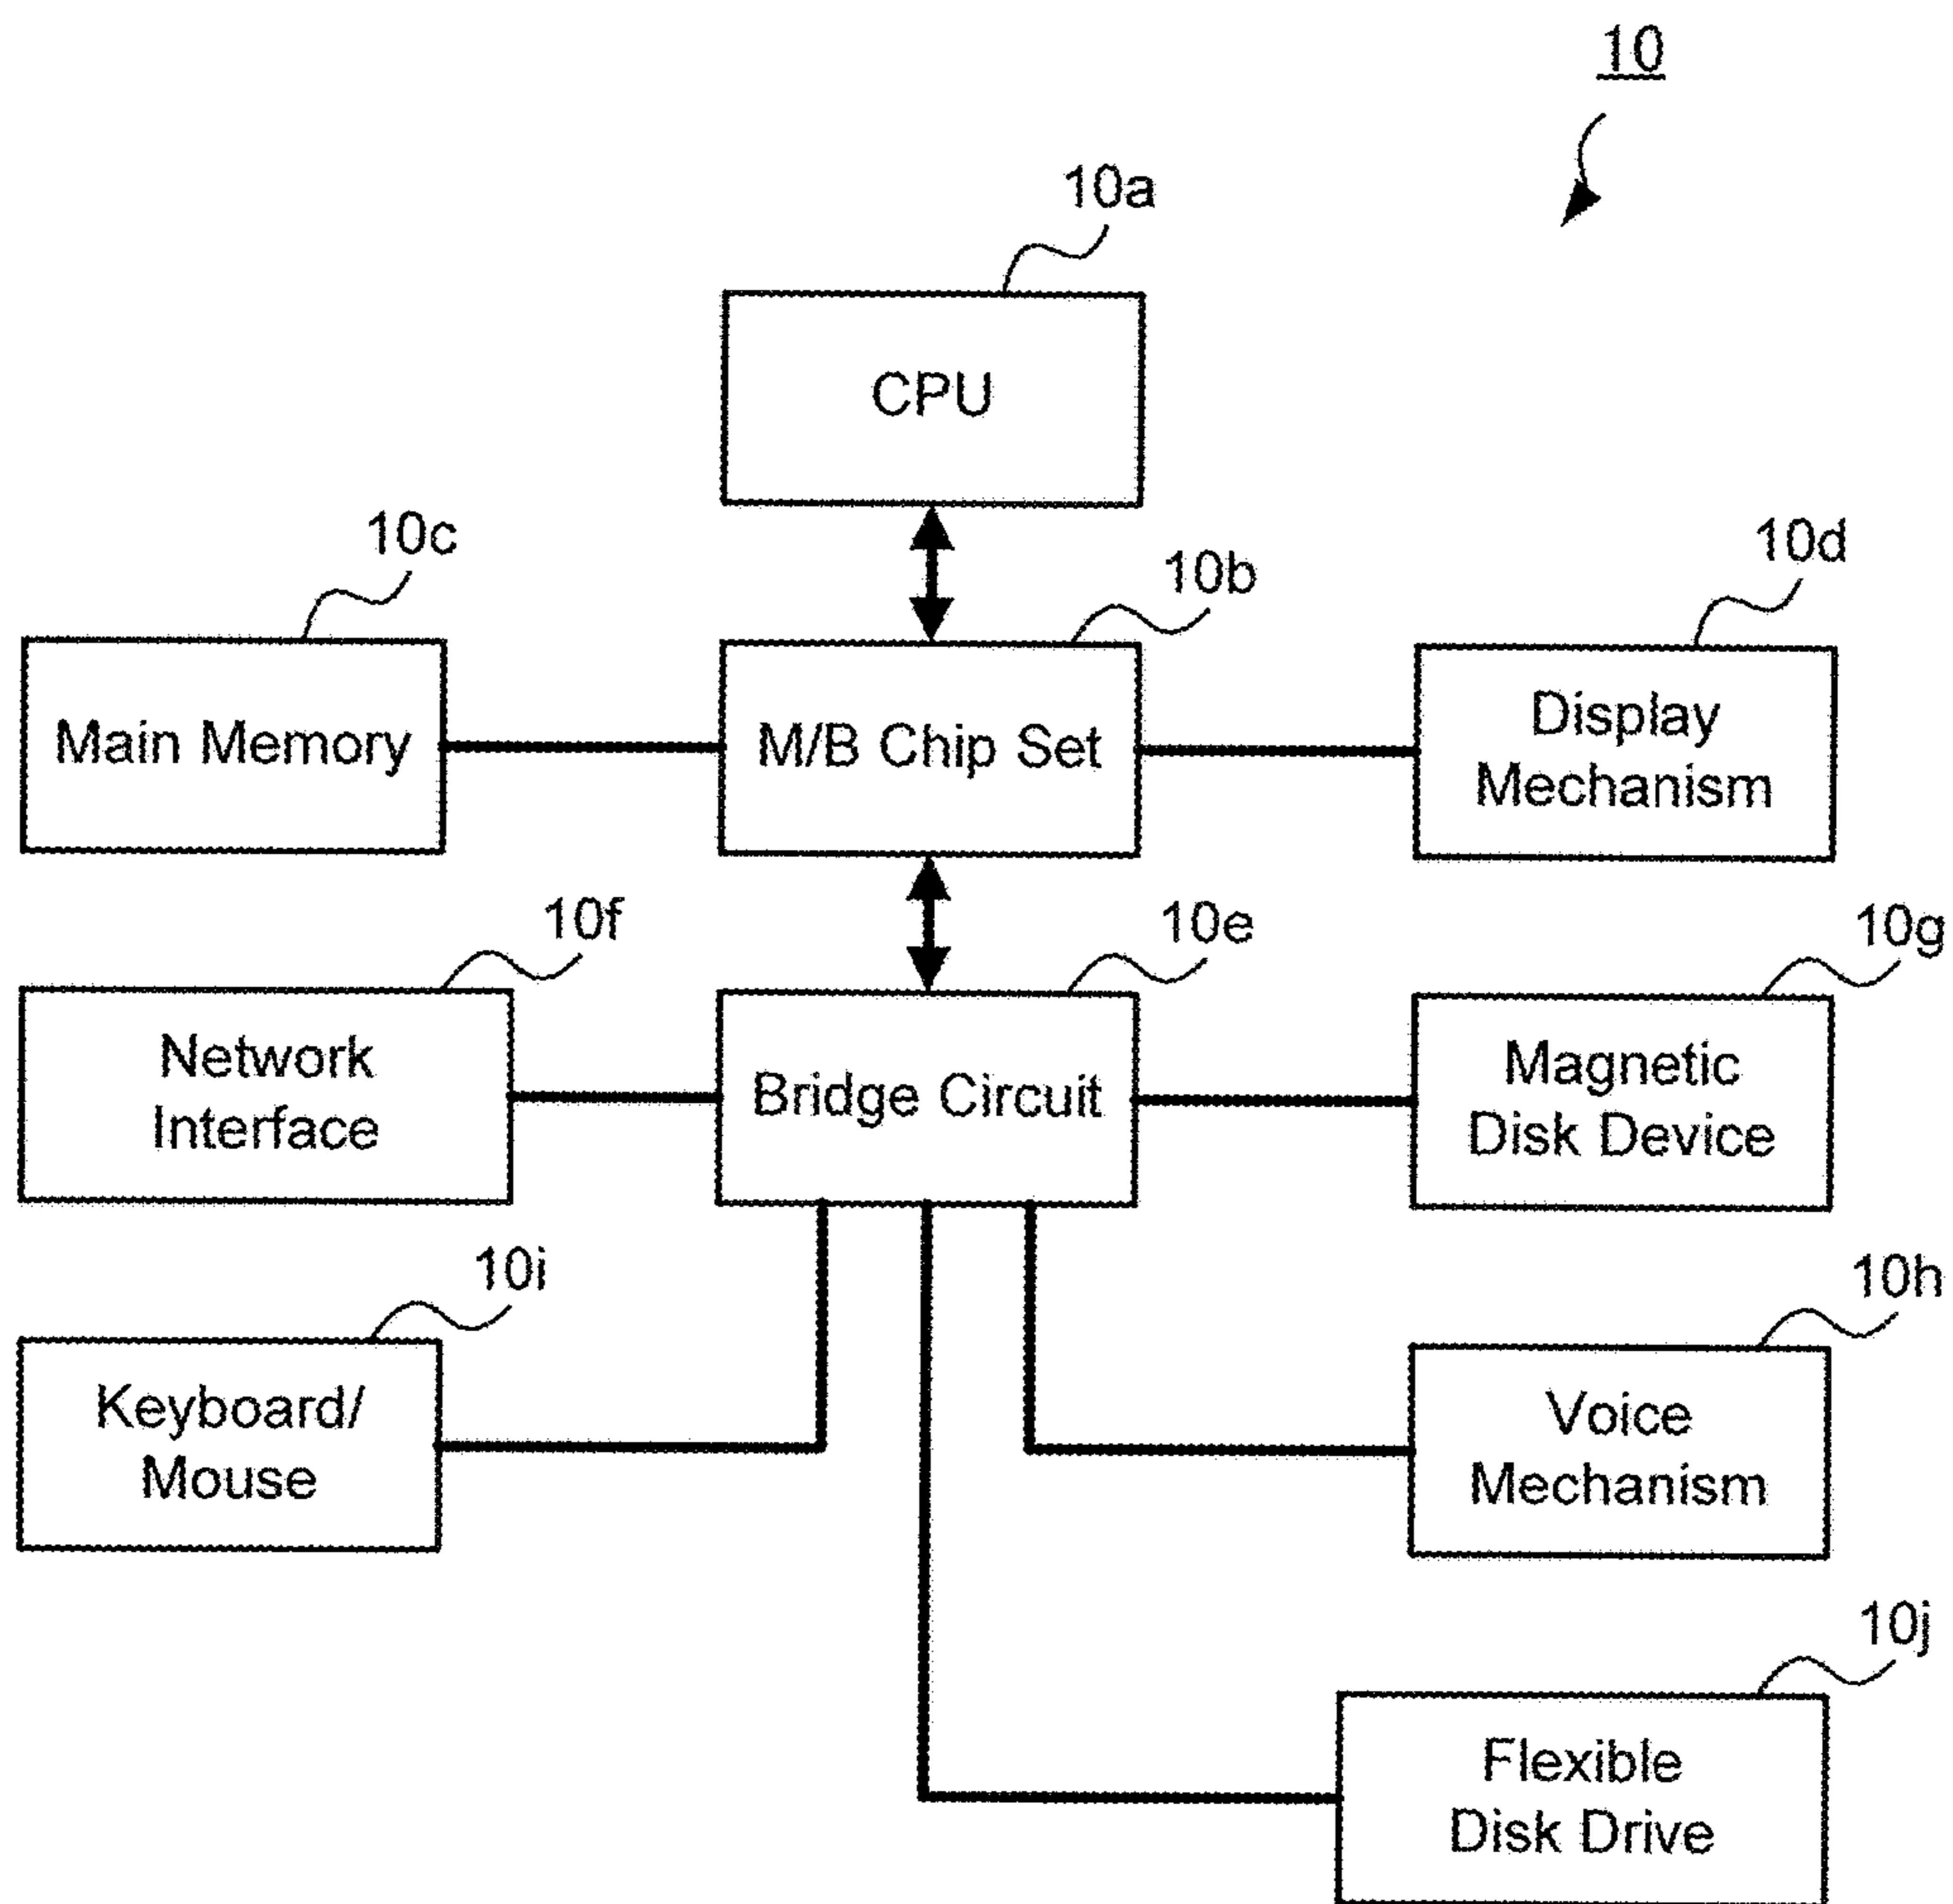 10
10a
CPU
10c
10b
10d
Main Memory
M/B Chip Set
Display
Mechanism
10f
10e
10g
Network
Interface
Bridge Circuit
Magnetic
Disk Device
10i
10h
Keyboard/
Mouse
Voice
Mechanism
10j
Flexible
Disk Drive